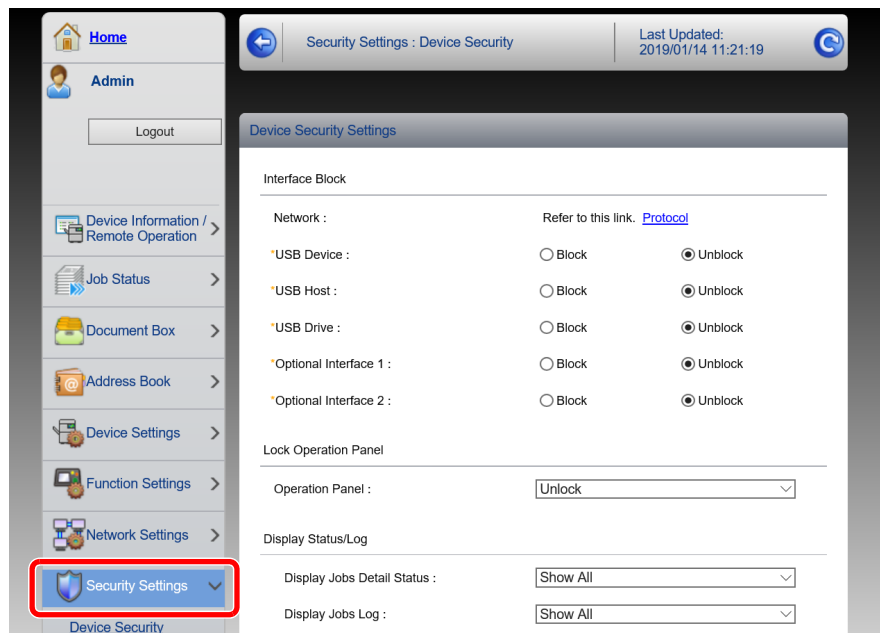 Home
Admin
Logout
Device Information /
Remote Operation
Job Status
Document Box
Address Book
Device Settings
Function Settings
Network Settings
Security Settings
Device Security
Security Settings : Device Security
Last Updated:
2019/01/14 11:21:19
Device Security Settings
Interface Block
Network : Refer to this link. Protocol
*USB Device : Block Unblock
*USB Host : Block Unblock
*USB Drive : Block Unblock
*Optional Interface 1 : Block Unblock
*Optional Interface 2 : Block Unblock
Lock Operation Panel
Operation Panel : Unlock
Display Status/Log
Display Jobs Detail Status : Show All
Display Jobs Log : Show All